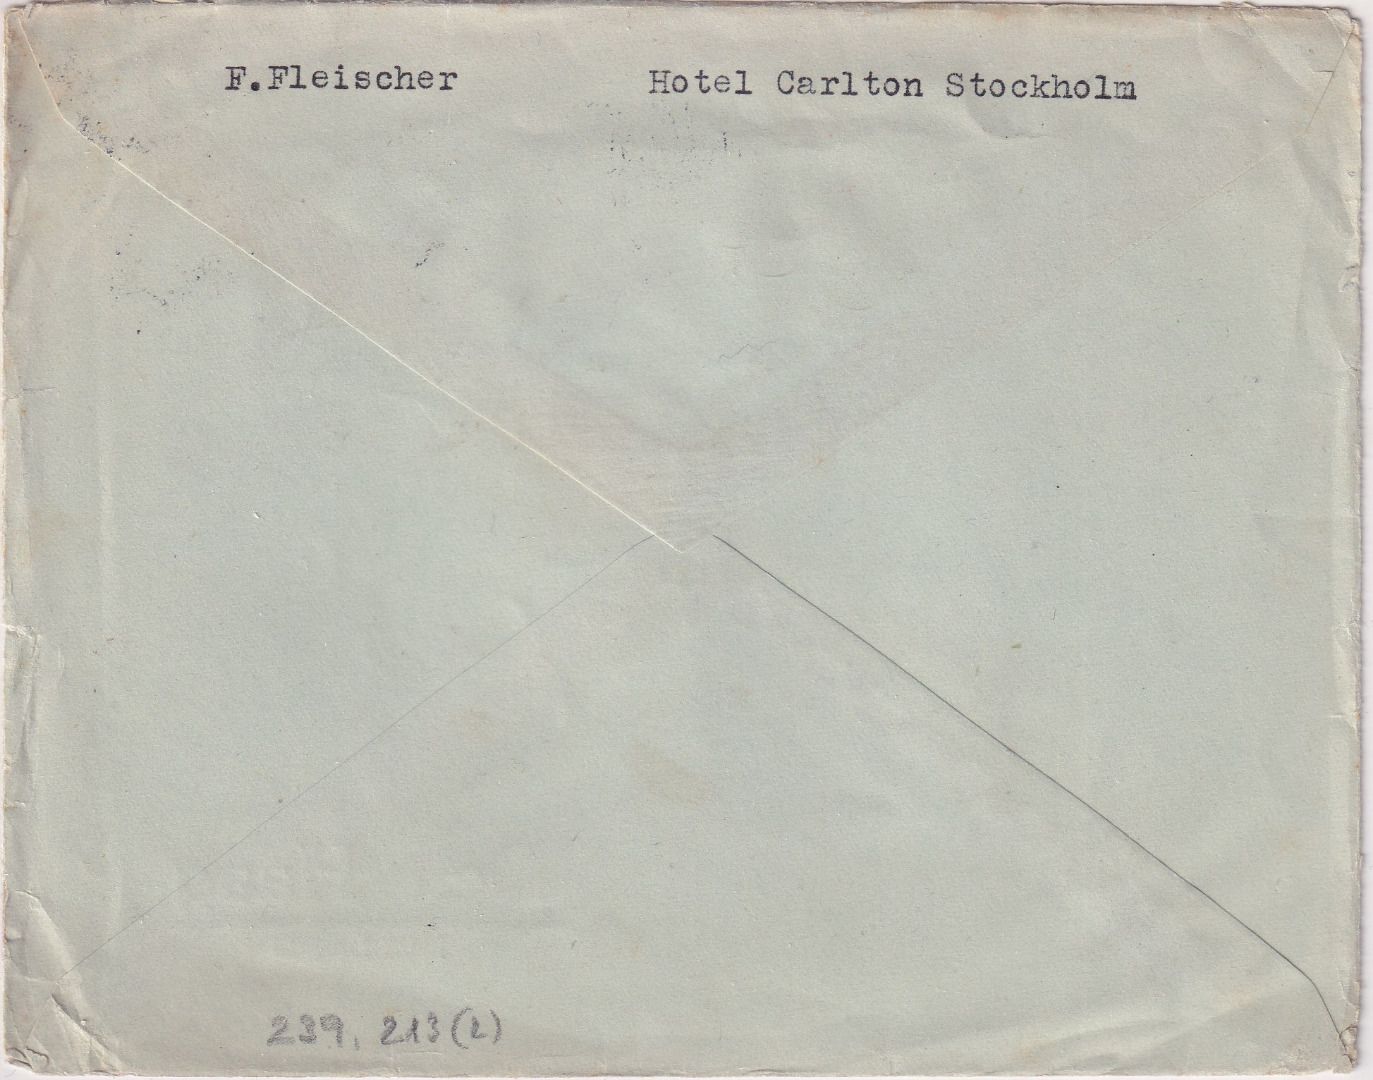 F.Fleischer Hotel Carlton Stockholm
239, 213(2)